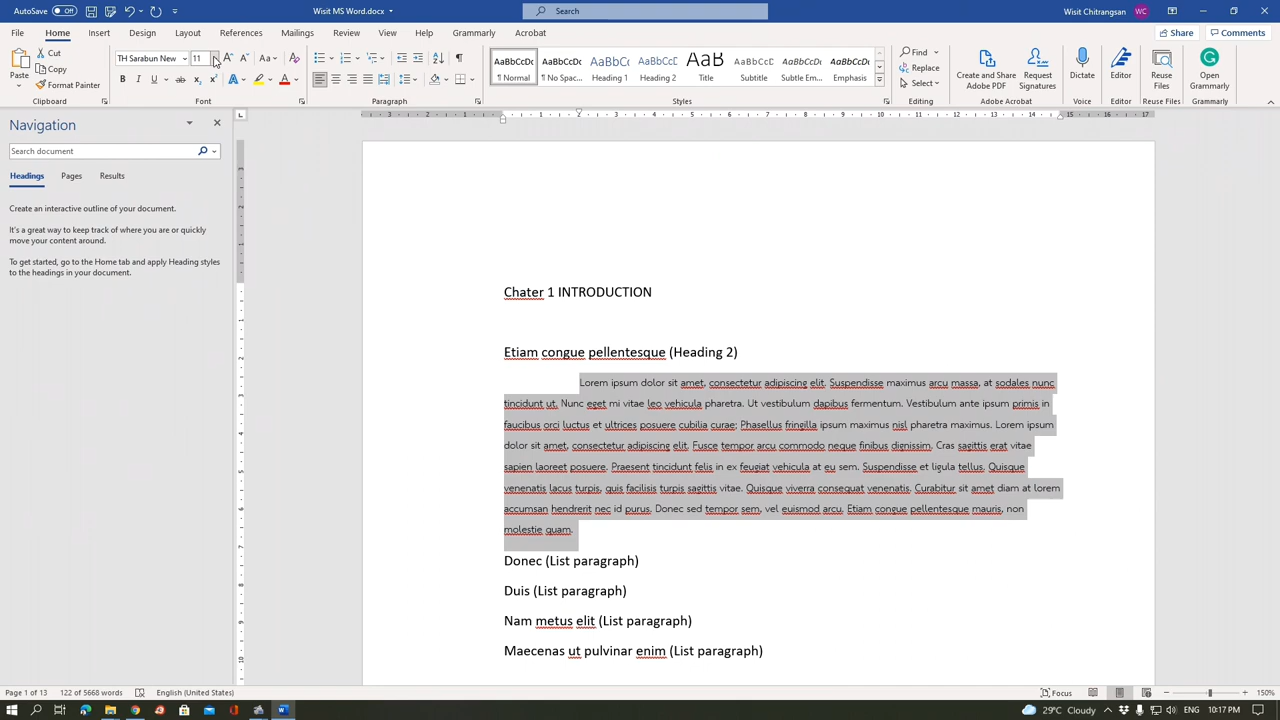 AutoSave On Wisit MS Word.docx Search Wisit Chatyangsri WC
File Home Insert Design Layout References Mailings Review View Help Grammarly Acrobat Share Comments
Paste Cut Copy Format Painter
TH Sarabun New 11
AaBbCcDc AaBbCcDc AaBbCc AaBbCcD AaB AaBbCcD AaBbCcDc AaBbCcDc
¶ Normal ¶ No Spac... Heading 1 Heading 2 Title Subtitle Subtle Em... Emphasis
Find Replace Select
Create and Share Adobe PDF Request Signatures Dictate Editor Reuse Files Open Grammarly
Clipboard Font Paragraph Styles Editing Adobe Acrobat Voice Editor Reuse Files Grammarly
Navigation
Search document
Headings Pages Results
Create an interactive outline of your document.
It's a great way to keep track of where you are or quickly
move your content around.
To get started, go to the Home tab and apply Heading styles
to the headings in your document.
Chater 1 INTRODUCTION
Etiam congue pellentesque (Heading 2)
Lorem ipsum dolor sit amet, consectetur adipiscing elit. Suspendisse maximus arcu massa, at sodales nunc
tincidunt ut. Nunc eget mi vitae leo vehicula pharetra. Ut vestibulum dapibus fermentum. Vestibulum ante ipsum primis in
faucibus orci luctus et ultrices posuere cubilia curae; Phasellus fringilla ipsum maximus nisl pharetra maximus. Lorem ipsum
dolor sit amet, consectetur adipiscing elit. Fusce tempor arcu commodo neque finibus dignissim. Cras sagittis erat vitae
sapien laoreet posuere. Praesent tincidunt felis in ex feugiat vehicula at eu sem. Suspendisse et ligula tellus. Quisque
venenatis lacus turpis, quis facilisis turpis sagittis vitae. Quisque viverra consequat venenatis. Curabitur sit amet diam at lorem
accumsan hendrerit nec id purus. Donec sed tempor sem, vel euismod arcu. Etiam congue pellentesque mauris, non
molestie quam.
Donec (List paragraph)
Duis (List paragraph)
Nam metus elit (List paragraph)
Maecenas ut pulvinar enim (List paragraph)
Page 1 of 13 122 of 5668 words English (United States) Focus 150%
29°C Cloudy ENG 10:17 PM